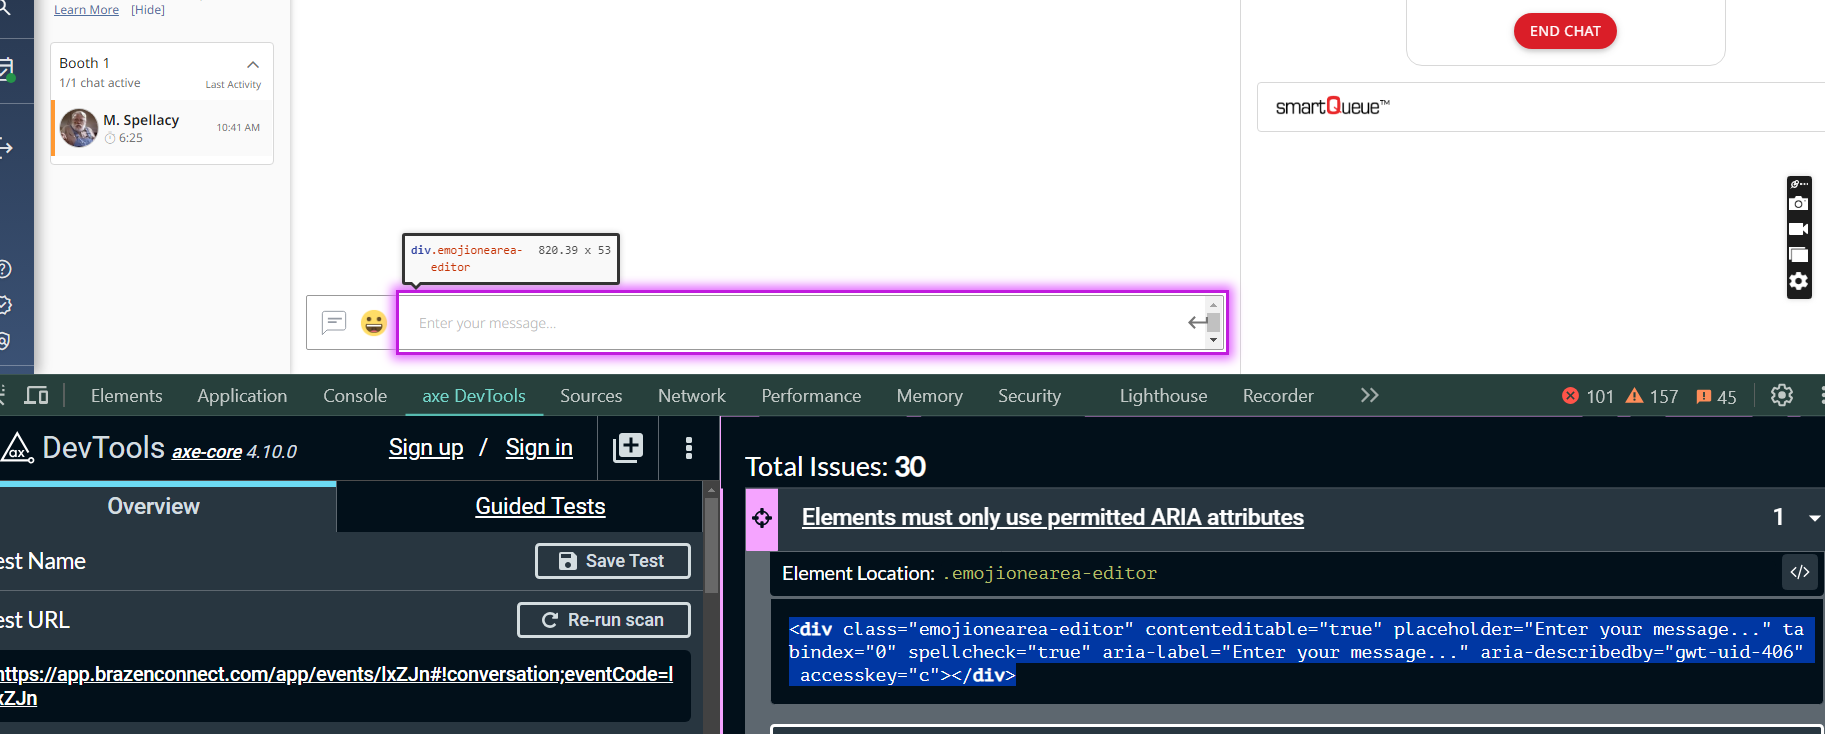 Learn More [Hide]
Booth 1
1/1 chat active
Last Activity
M. Spellacy
6:25
10:41 AM
END CHAT
smartQueue™
div.emojionearea-editor 820.39 x 53
Enter your message...
Elements Application Console axe DevTools Sources Network Performance Memory Security Lighthouse Recorder 101 157 45
ax DevTools axe-core 4.10.0 Sign up / Sign in
Overview Guided Tests
est Name Save Test
est URL Re-run scan
https://app.brazenconnect.com/app/events/lxZJn#!conversation;eventCode=l
xZJn
Total Issues: 30
Elements must only use permitted ARIA attributes 1
Element Location: .emojionearea-editor </>
<div class="emojionearea-editor" contenteditable="true" placeholder="Enter your message..." ta
bindex="0" spellcheck="true" aria-label="Enter your message..." aria-describedby="gwt-uid-406"
accesskey="c"></div>